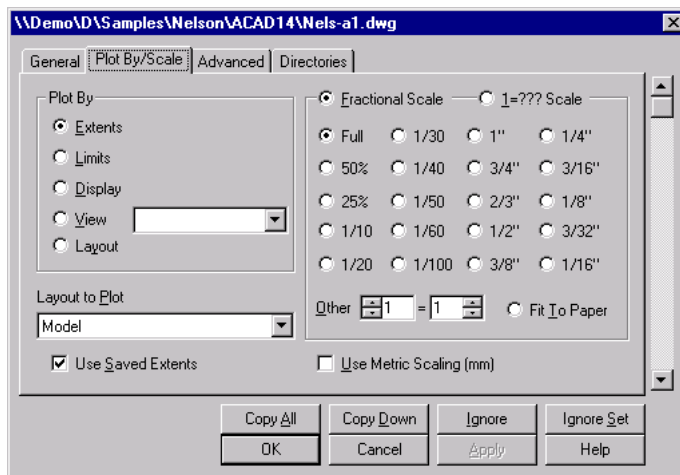 \\Demo\D\Samples\Nelson\ACAD14\Nels-a1.dwg
General Plot By/Scale Advanced Directories
Plot By
Extents
Limits
Display
View
Layout
Layout to Plot
Model
Use Saved Extents
Fractional Scale 1=??? Scale
Full 1/30 1" 1/4"
50% 1/40 3/4" 3/16"
25% 1/50 2/3" 1/8"
1/10 1/60 1/2" 3/32"
1/20 1/100 3/8" 1/16"
Other 1 = 1 Fit To Paper
Use Metric Scaling (mm)
Copy All Copy Down Ignore Ignore Set
OK Cancel Apply Help